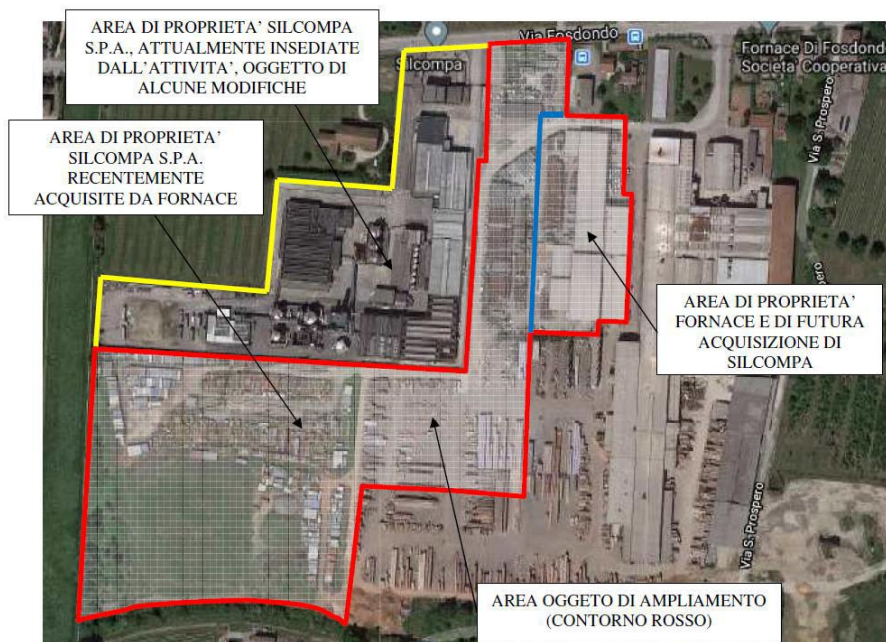 AREA DI PROPRIETA' SILCOMPA
S.P.A., ATTUALMENTE INSEDIATE
DALL'ATTIVITA', OGGETTO DI
ALCUNE MODIFICHE
AREA DI PROPRIETA'
SILCOMPA S.P.A.
RECENTEMENTE
ACQUISITE DA FORNACE
Silcompa
Via Fosdondo
Fornace Di Fosdondo
Societa' Cooperativa
Via S. Prospero
AREA DI PROPRIETA'
FORNACE E DI FUTURA
ACQUISIZIONE DI
SILCOMPA
Via S. Prospero
AREA OGGETO DI AMPLIAMENTO
(CONTORNO ROSSO)